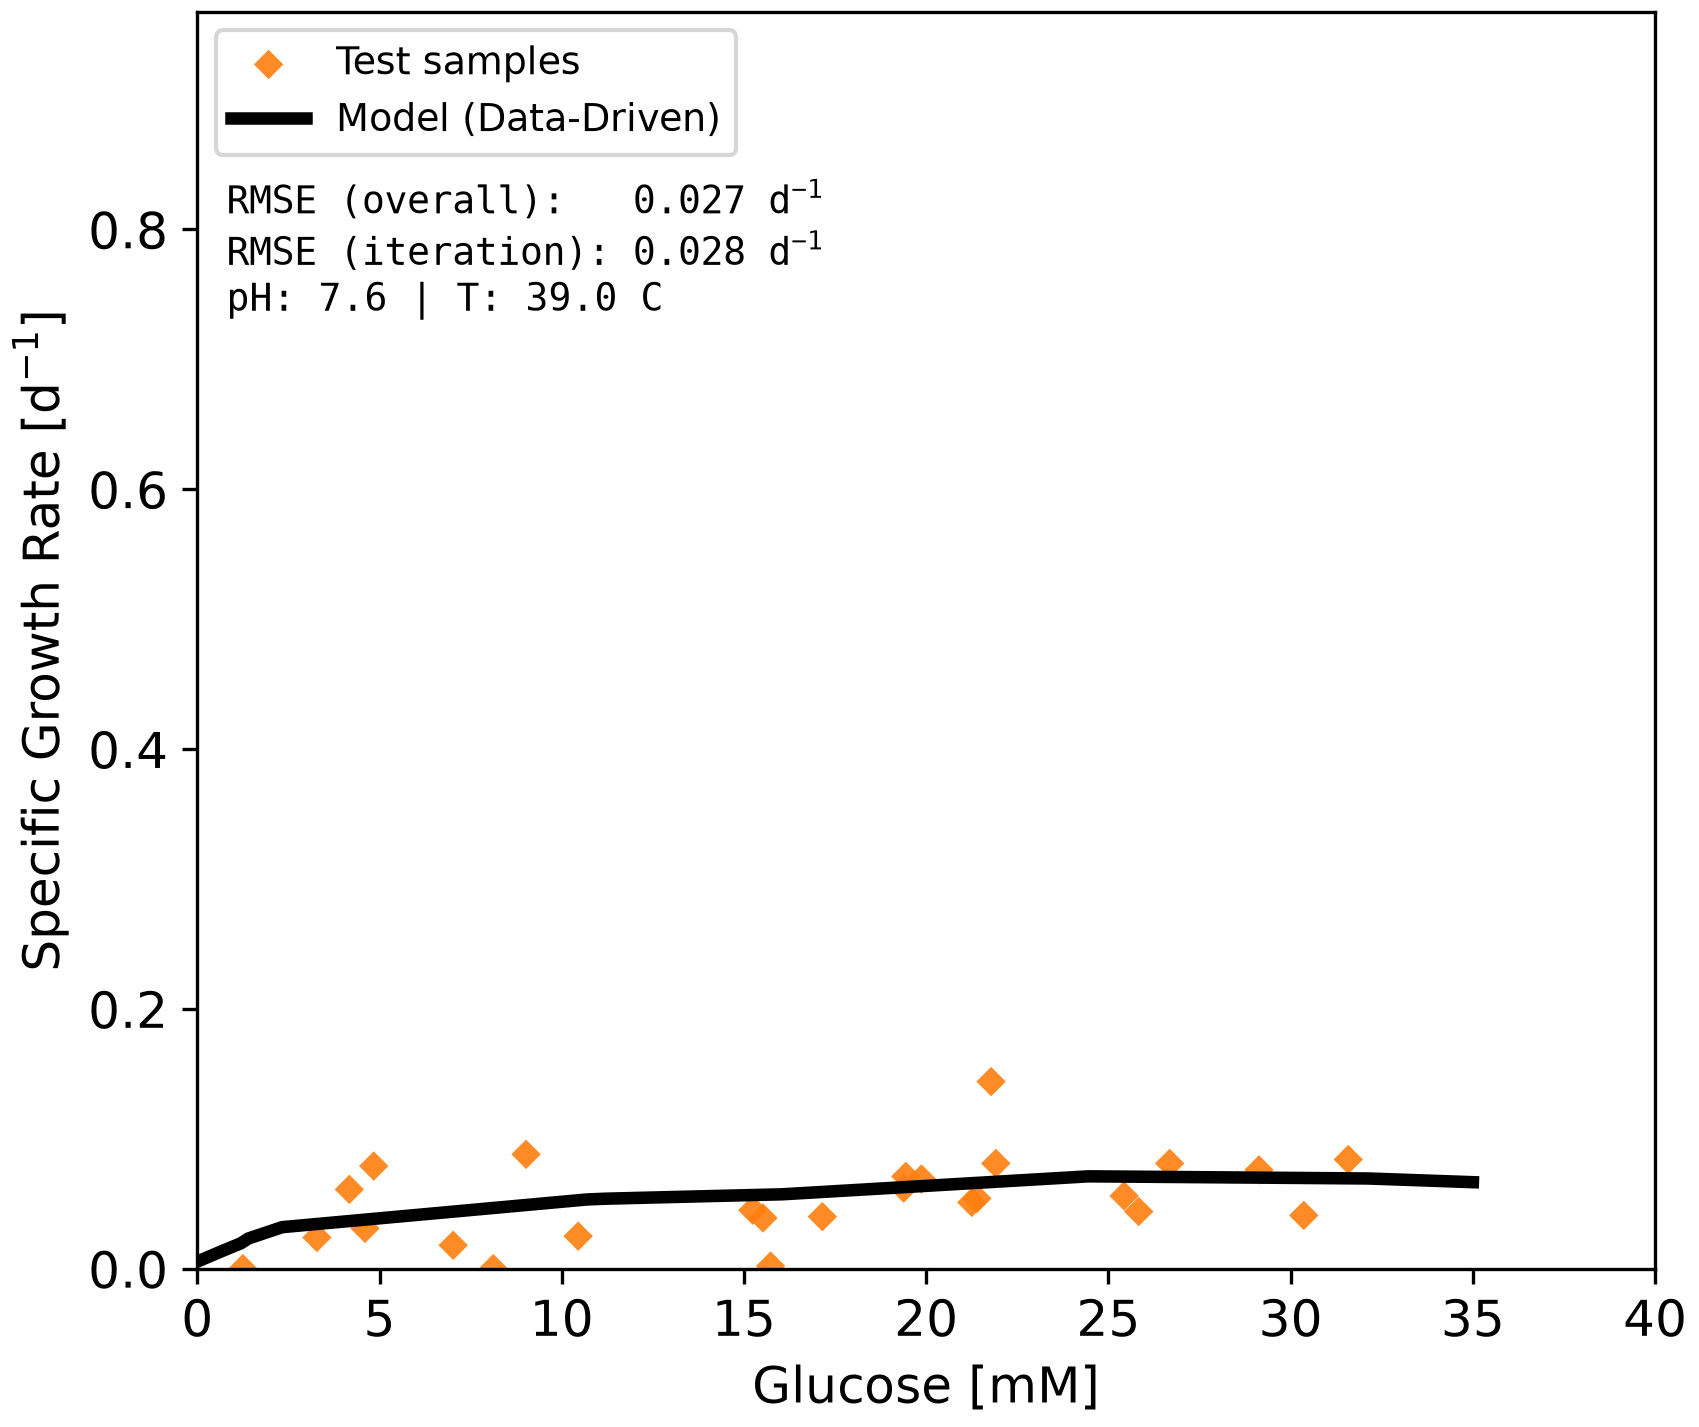 Test samples
Model (Data-Driven)
RMSE (overall):   0.027 d⁻¹
RMSE (iteration): 0.028 d⁻¹
pH: 7.6 | T: 39.0 C
Specific Growth Rate [d⁻¹]
0.8
0.6
0.4
0.2
0.0
0 5 10 15 20 25 30 35 40
Glucose [mM]